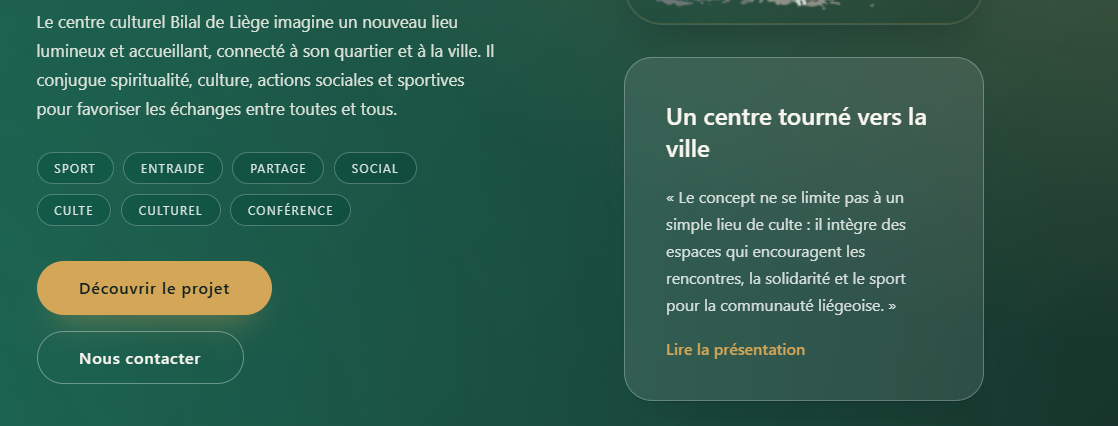 Le centre culturel Bilal de Liège imagine un nouveau lieu
lumineux et accueillant, connecté à son quartier et à la ville. Il
conjugue spiritualité, culture, actions sociales et sportives
pour favoriser les échanges entre toutes et tous.
SPORT
ENTRAIDE
PARTAGE
SOCIAL
CULTE
CULTUREL
CONFÉRENCE
Découvrir le projet
Nous contacter
Un centre tourné vers la
ville
« Le concept ne se limite pas à un
simple lieu de culte : il intègre des
espaces qui encouragent les
rencontres, la solidarité et le sport
pour la communauté liégeoise. »
Lire la présentation